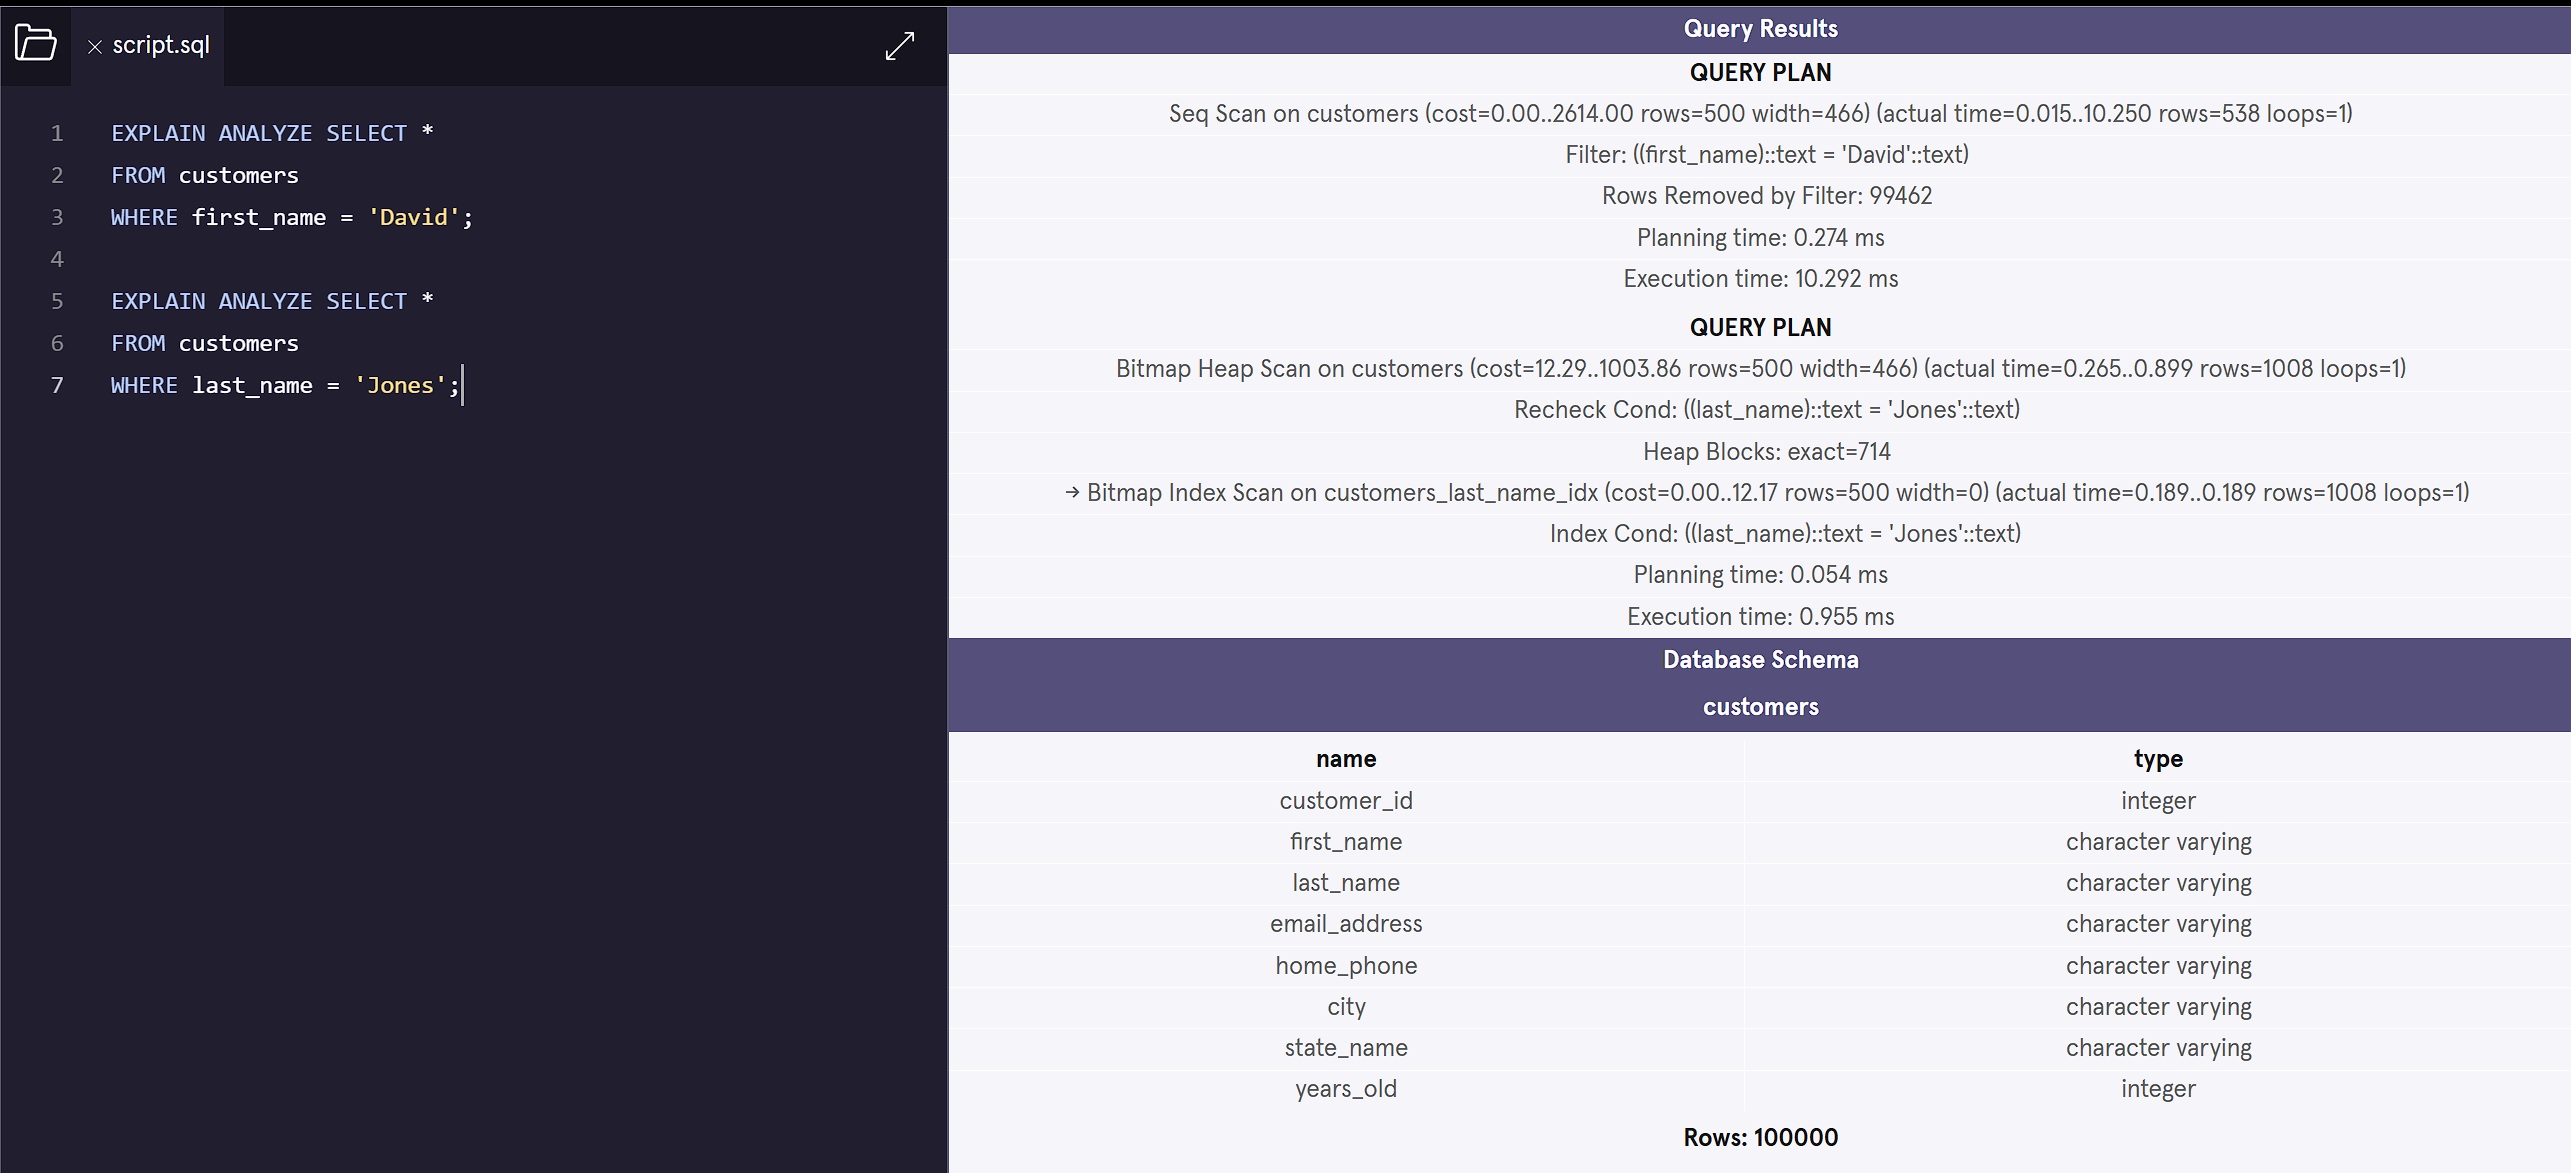 script.sql
1 EXPLAIN ANALYZE SELECT *
2 FROM customers
3 WHERE first_name = 'David';
4
5 EXPLAIN ANALYZE SELECT *
6 FROM customers
7 WHERE last_name = 'Jones';
Query Results
QUERY PLAN
Seq Scan on customers (cost=0.00..2614.00 rows=500 width=466) (actual time=0.015..10.250 rows=538 loops=1)
Filter: ((first_name)::text = 'David'::text)
Rows Removed by Filter: 99462
Planning time: 0.274 ms
Execution time: 10.292 ms
QUERY PLAN
Bitmap Heap Scan on customers (cost=12.29..1003.86 rows=500 width=466) (actual time=0.265..0.899 rows=1008 loops=1)
Recheck Cond: ((last_name)::text = 'Jones'::text)
Heap Blocks: exact=714
→ Bitmap Index Scan on customers_last_name_idx (cost=0.00..12.17 rows=500 width=0) (actual time=0.189..0.189 rows=1008 loops=1)
Index Cond: ((last_name)::text = 'Jones'::text)
Planning time: 0.054 ms
Execution time: 0.955 ms
Database Schema
customers
name type
customer_id integer
first_name character varying
last_name character varying
email_address character varying
home_phone character varying
city character varying
state_name character varying
years_old integer
Rows: 100000